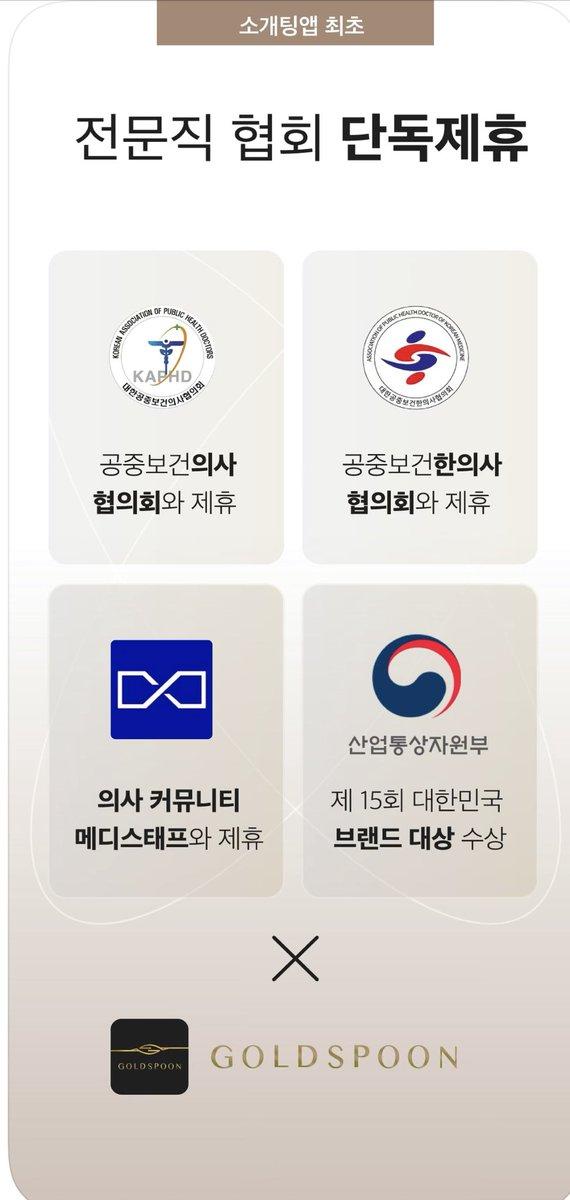 소개팅앱 최초
전문직 협회 단독제휴
KOREAN ASSOCIATION OF PUBLIC HEALTH DOCTORS
KAPHD
대한공중보건의사협의회
ASSOCIATION OF PUBLIC HEALTH DOCTOR OF KOREAN MEDICINE
대한공중보건한의사협의회
공중보건의사
협의회와 제휴
공중보건한의사
협의회와 제휴
산업통상자원부
의사 커뮤니티
메디스태프와 제휴
제 15회 대한민국
브랜드 대상 수상
GOLDSPOON
GOLDSPOON